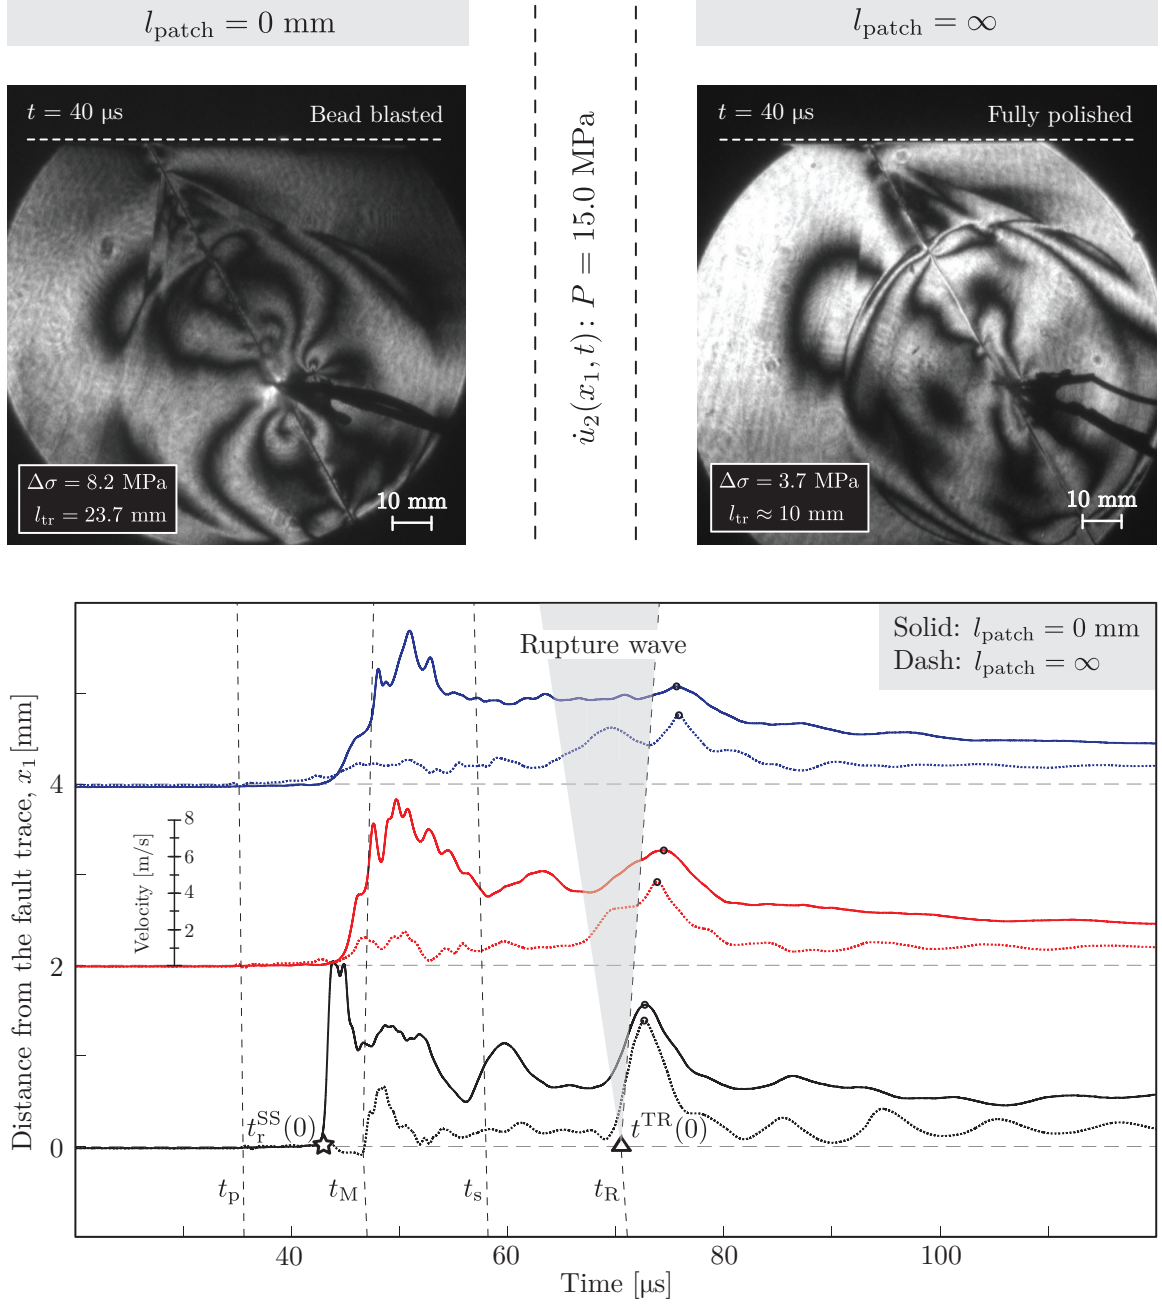 l_patch = 0 mm
l_patch = ∞
t = 40 µs
Bead blasted
Δσ = 8.2 MPa
l_tr = 23.7 mm
10 mm
u̇₂(x₁, t): P = 15.0 MPa
t = 40 µs
Fully polished
Δσ = 3.7 MPa
l_tr ≈ 10 mm
10 mm
Solid: l_patch = 0 mm
Dash: l_patch = ∞
Rupture wave
Distance from the fault trace, x₁ [mm]
4
2
0
Velocity [m/s]
8
6
4
2
t_r^SS(0)
t^TR(0)
t_p
t_M
t_s
t_R
40
60
80
100
Time [µs]